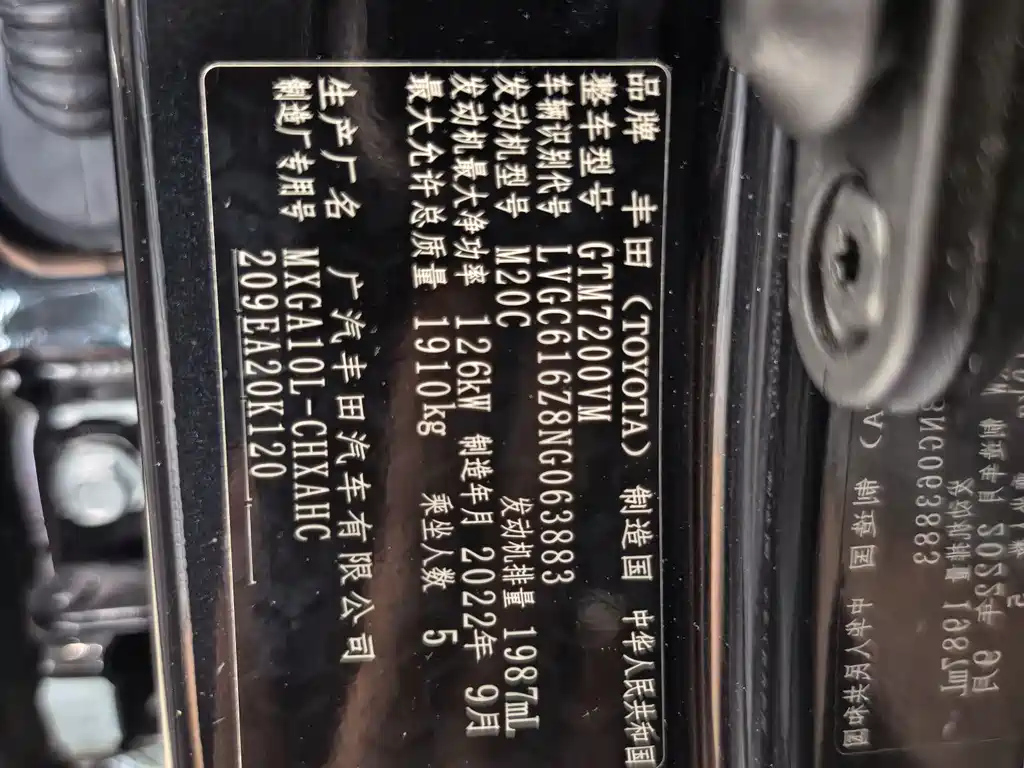 品牌 丰田（TOYOTA） 制造国 中华人民共和国
整车型号 GTM7200VM
车辆识别代号 LVGC616Z8NG063883
发动机型号 M20C 发动机排量 1987mL
发动机最大净功率 126kW 制造年月 2022年 9月
最大允许总质量 1910kg 乘坐人数 5
生产厂名 广汽丰田汽车有限公司
制造厂专用号 MXGA10L-CHXAHC
209EA20K120